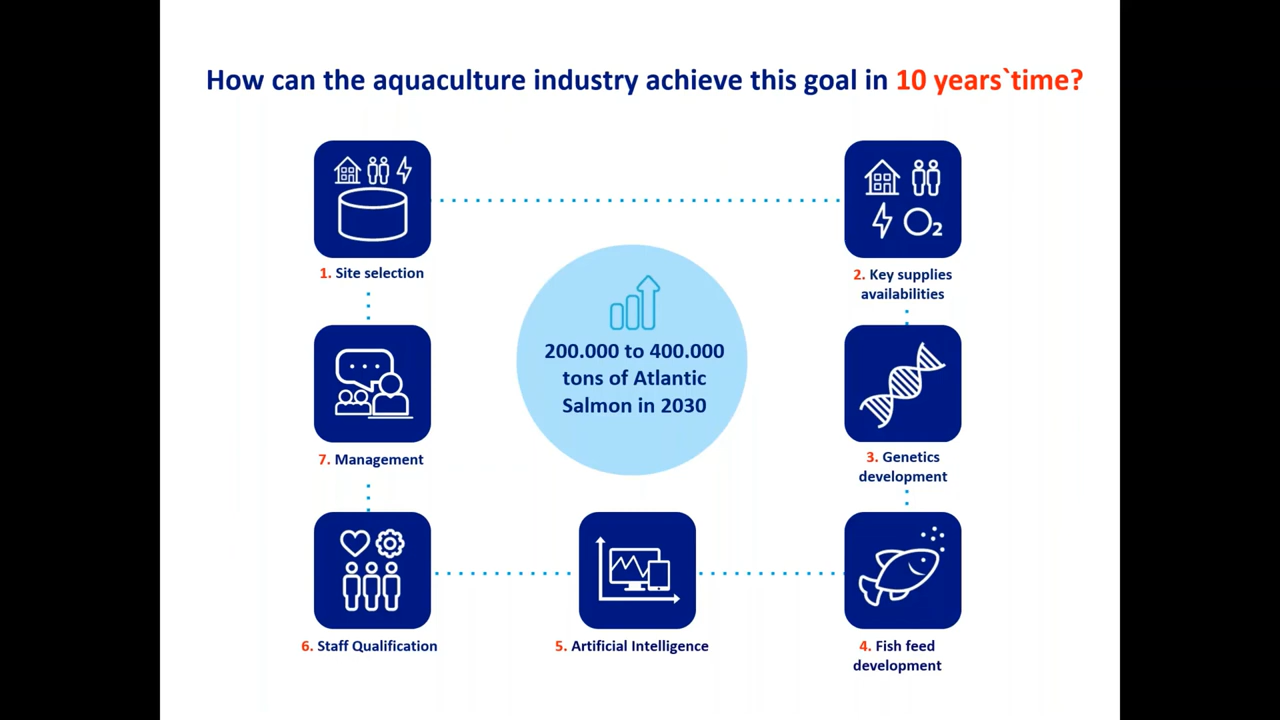 How can the aquaculture industry achieve this goal in 10 years`time?
O2
1. Site selection
2. Key supplies
availabilities
200.000 to 400.000
tons of Atlantic
Salmon in 2030
7. Management
3. Genetics
development
6. Staff Qualification
5. Artificial Intelligence
4. Fish feed
development